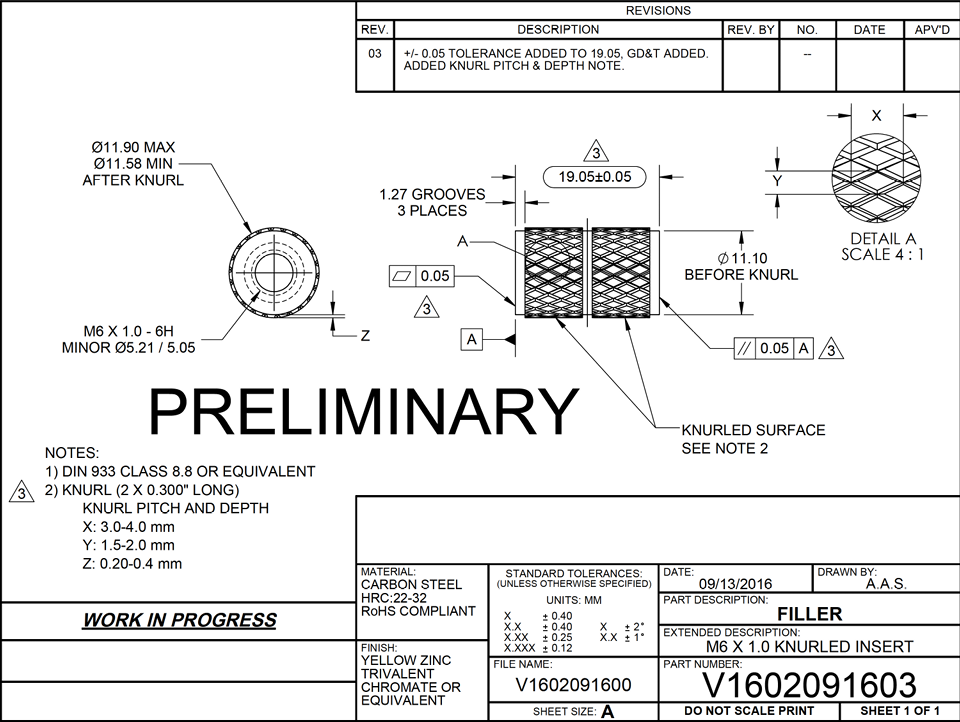 REVISIONS
REV. DESCRIPTION REV. BY NO. DATE APV'D
03 +/- 0.05 TOLERANCE ADDED TO 19.05, GD&T ADDED. --
ADDED KNURL PITCH & DEPTH NOTE.
X
Ø11.90 MAX
Ø11.58 MIN
AFTER KNURL
3
19.05±0.05
Y
1.27 GROOVES
3 PLACES
A
DETAIL A
SCALE 4 : 1
Ø11.10
BEFORE KNURL
▱ 0.05
3
M6 X 1.0 - 6H
MINOR Ø5.21 / 5.05
Z
A
// 0.05 A 3
PRELIMINARY
KNURLED SURFACE
SEE NOTE 2
NOTES:
1) DIN 933 CLASS 8.8 OR EQUIVALENT
3 2) KNURL (2 X 0.300" LONG)
KNURL PITCH AND DEPTH
X: 3.0-4.0 mm
Y: 1.5-2.0 mm
Z: 0.20-0.4 mm
WORK IN PROGRESS
MATERIAL:
CARBON STEEL
HRC:22-32
RoHS COMPLIANT
FINISH:
YELLOW ZINC
TRIVALENT
CHROMATE OR
EQUIVALENT
STANDARD TOLERANCES:
(UNLESS OTHERWISE SPECIFIED)
UNITS: MM
X ± 0.40
X.X ± 0.40 X ± 2°
X.XX ± 0.25 X.X ± 1°
X.XXX ± 0.12
FILE NAME:
V1602091600
SHEET SIZE: A
DATE:
09/13/2016
DRAWN BY:
A.A.S.
PART DESCRIPTION:
FILLER
EXTENDED DESCRIPTION:
M6 X 1.0 KNURLED INSERT
PART NUMBER:
V1602091603
DO NOT SCALE PRINT SHEET 1 OF 1